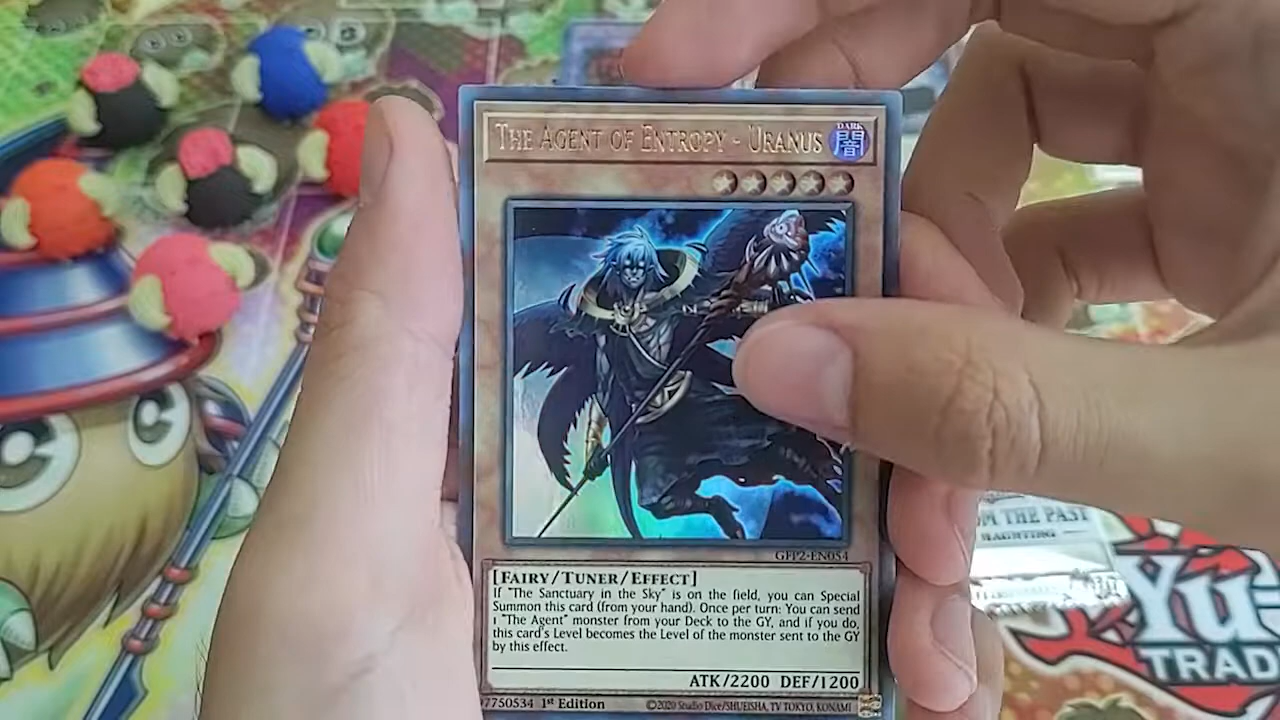 THE AGENT OF ENTROPY - URANUS
DARK
闇
GFP2-EN054
[FAIRY/TUNER/EFFECT]
If "The Sanctuary in the Sky" is on the field, you can Special
Summon this card (from your hand). Once per turn: You can send
1 "The Agent" monster from your Deck to the GY, and if you do,
this card's Level becomes the Level of the monster sent to the GY
by this effect.
ATK/2200 DEF/1200
7750534 1st Edition
©2020 Studio Dice/SHUEISHA, TV TOKYO, KONAMI
THE PAST
HAUNTING
Yu-
TRAD